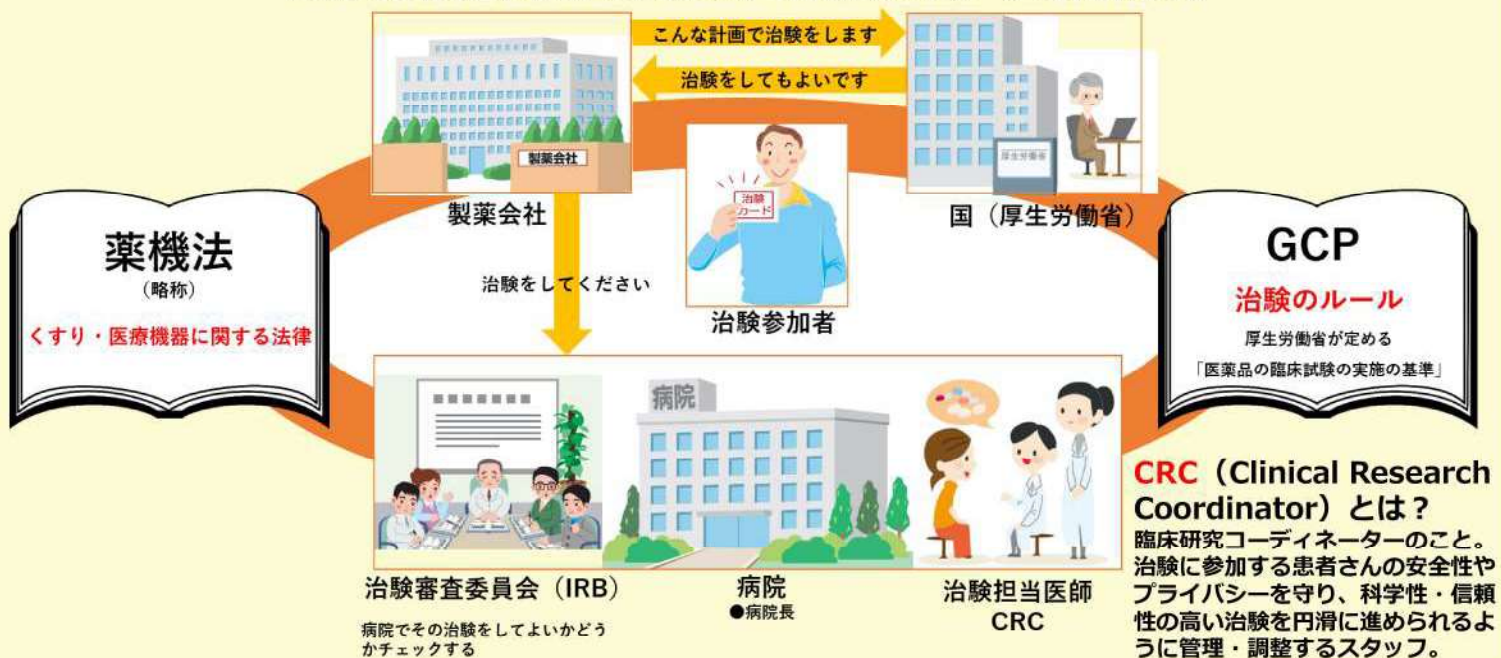 こんな計画で治験をします
治験をしてもよいです
製薬会社
厚生労働省
治験
カード
製薬会社
国（厚生労働省）
治験をしてください
治験参加者
薬機法
（略称）
くすり・医療機器に関する法律
GCP
治験のルール
厚生労働省が定める
「医薬品の臨床試験の実施の基準」
病院
治験審査委員会（IRB）
病院でその治験をしてよいかどう
かチェックする
病院
●病院長
治験担当医師
CRC
CRC（Clinical Research
Coordinator）とは？
臨床研究コーディネーターのこと。
治験に参加する患者さんの安全性や
プライバシーを守り、科学性・信頼
性の高い治験を円滑に進められるよ
うに管理・調整するスタッフ。